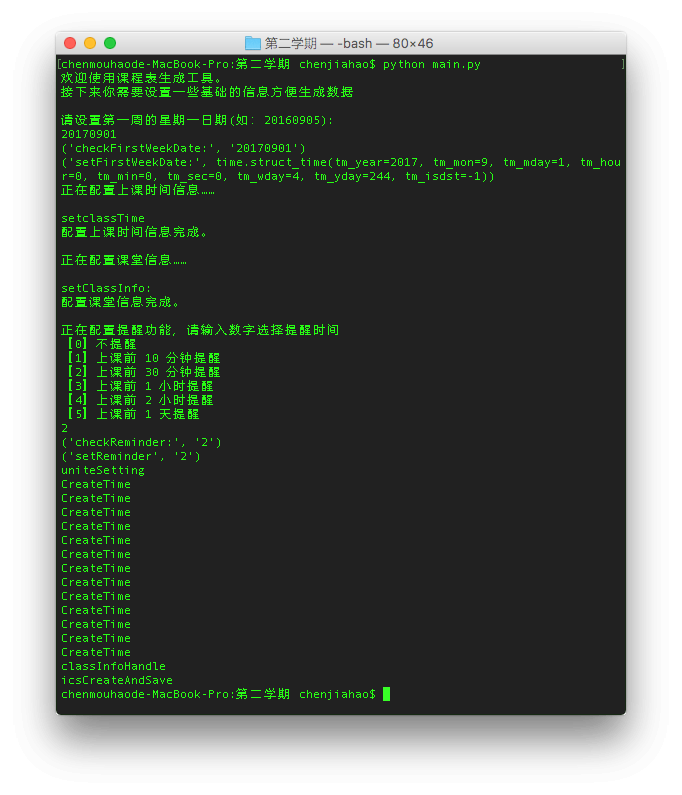 第二学期 — -bash — 80×46
[chenmouhaode-MacBook-Pro:第二学期 chenjiahao$ python main.py ]
欢迎使用课程表生成工具。
接下来你需要设置一些基础的信息方便生成数据
请设置第一周的星期一日期(如: 20160905):
20170901
('checkFirstWeekDate:', '20170901')
('setFirstWeekDate:', time.struct_time(tm_year=2017, tm_mon=9, tm_mday=1, tm_hou
r=0, tm_min=0, tm_sec=0, tm_wday=4, tm_yday=244, tm_isdst=-1))
正在配置上课时间信息……
setclassTime
配置上课时间信息完成。
正在配置课堂信息……
setClassInfo:
配置课堂信息完成。
正在配置提醒功能, 请输入数字选择提醒时间
【0】不提醒
【1】上课前 10 分钟提醒
【2】上课前 30 分钟提醒
【3】上课前 1 小时提醒
【4】上课前 2 小时提醒
【5】上课前 1 天提醒
2
('checkReminder:', '2')
('setReminder', '2')
uniteSetting
CreateTime
CreateTime
CreateTime
CreateTime
CreateTime
CreateTime
CreateTime
CreateTime
CreateTime
CreateTime
CreateTime
CreateTime
CreateTime
classInfoHandle
icsCreateAndSave
chenmouhaode-MacBook-Pro:第二学期 chenjiahao$